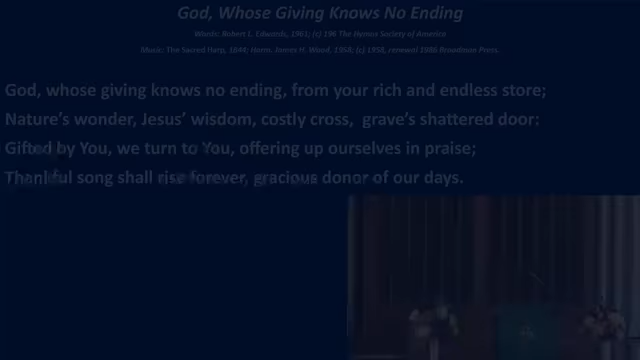 God, Whose Giving Knows No Ending
Words: Robert L. Edwards, 1961; (c) 196 The Hymns Society of America
Music: The Sacred Harp, 1844; Harm. James H. Wood, 1958; (c) 1958, renewal 1986 Broadman Press.
God, whose giving knows no ending, from your rich and endless store;
Nature's wonder, Jesus' wisdom, costly cross, grave's shattered door:
Gifted by You, we turn to You, offering up ourselves in praise;
Thankful song shall rise forever, gracious donor of our days.